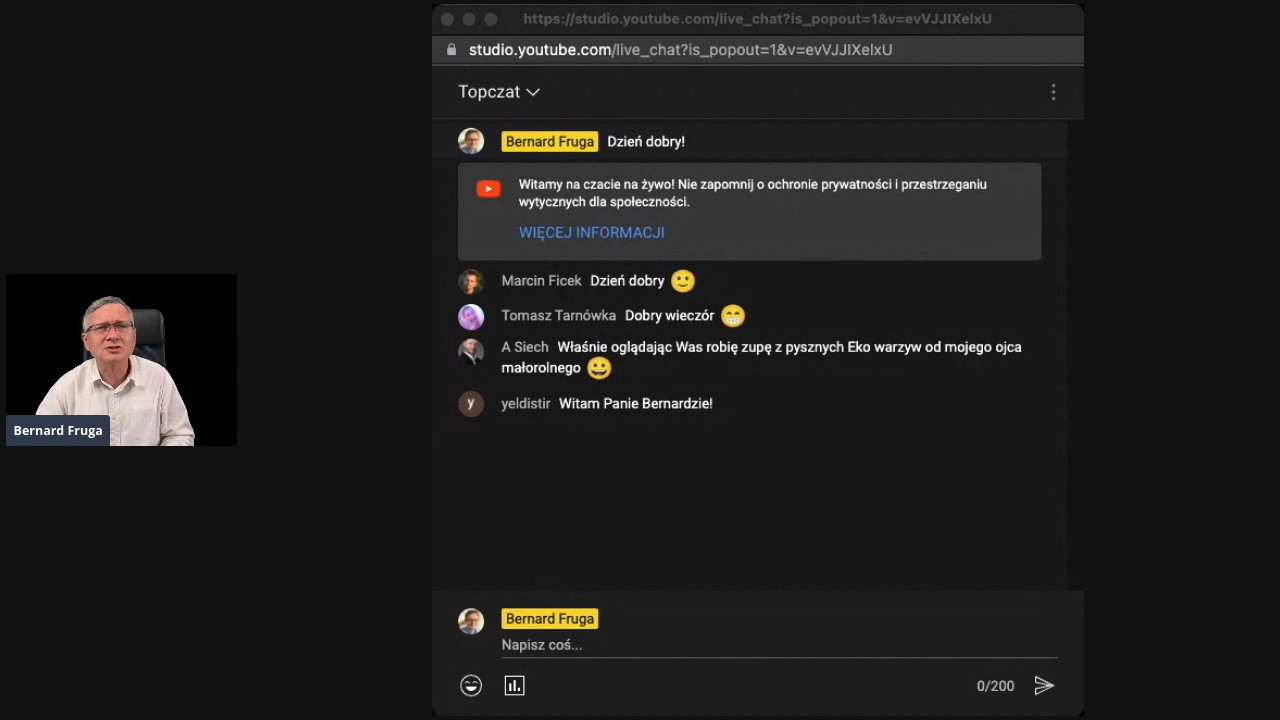 https://studio.youtube.com/live_chat?is_popout=1&v=evVJJIXelxU
studio.youtube.com/live_chat?is_popout=1&v=evVJJIXelxU
Topczat
Bernard Fruga Dzień dobry!
Witamy na czacie na żywo! Nie zapomnij o ochronie prywatności i przestrzeganiu
wytycznych dla społeczności.
WIĘCEJ INFORMACJI
Marcin Ficek Dzień dobry 🙂
Tomasz Tarnówka Dobry wieczór 😁
A Siech Właśnie oglądając Was robię zupę z pysznych Eko warzyw od mojego ojca
małorolnego 😀
y yeldistir Witam Panie Bernardzie!
Bernard Fruga
Bernard Fruga
Napisz coś...
0/200